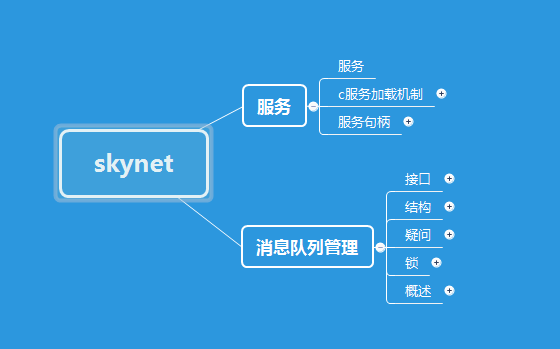 skynet
服务
服务
c服务加载机制
服务句柄
消息队列管理
接口
结构
疑问
锁
概述